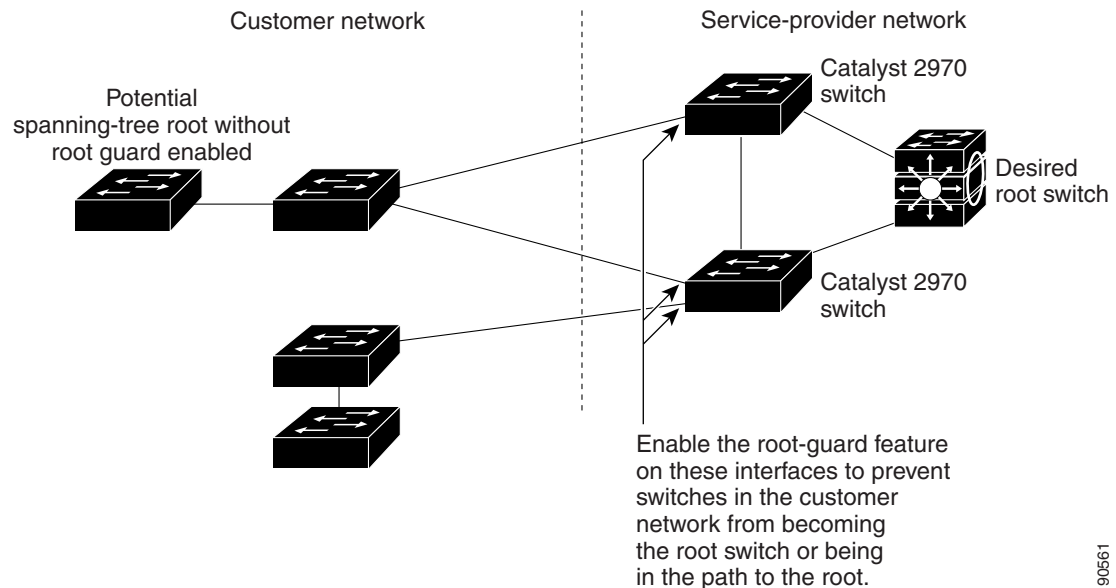 Customer network
Service-provider network
Potential
spanning-tree root without
root guard enabled
Catalyst 2970
switch
Desired
root switch
Catalyst 2970
switch
Enable the root-guard feature
on these interfaces to prevent
switches in the customer
network from becoming
the root switch or being
in the path to the root.
90561